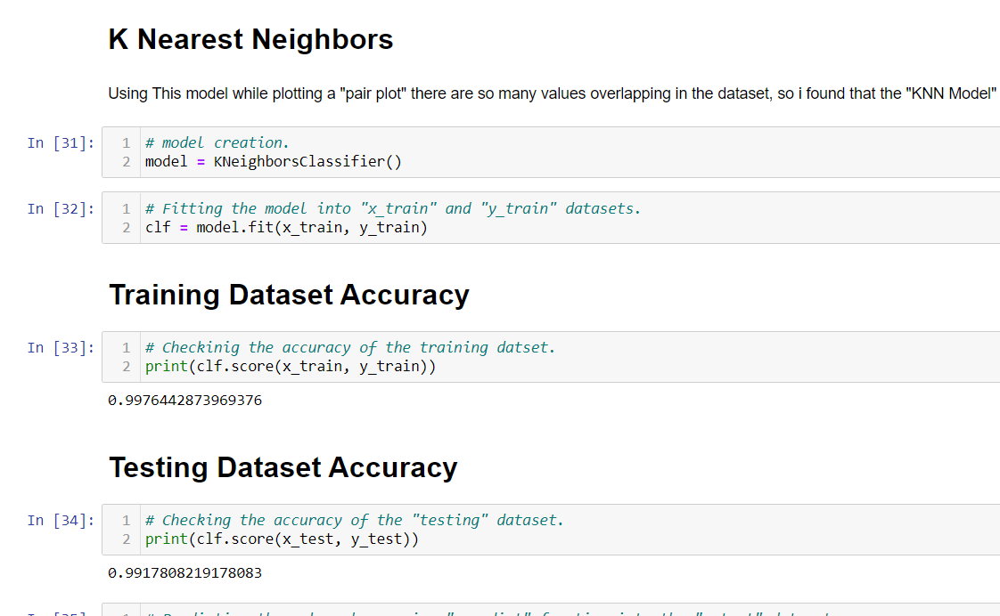 K Nearest Neighbors
Using This model while plotting a "pair plot" there are so many values overlapping in the dataset, so i found that the "KNN Model"
In [31]:
1 # model creation.
2 model = KNeighborsClassifier()
In [32]:
1 # Fitting the model into "x_train" and "y_train" datasets.
2 clf = model.fit(x_train, y_train)
Training Dataset Accuracy
In [33]:
1 # Checkinig the accuracy of the training datset.
2 print(clf.score(x_train, y_train))
0.9976442873969376
Testing Dataset Accuracy
In [34]:
1 # Checking the accuracy of the "testing" dataset.
2 print(clf.score(x_test, y_test))
0.9917808219178083